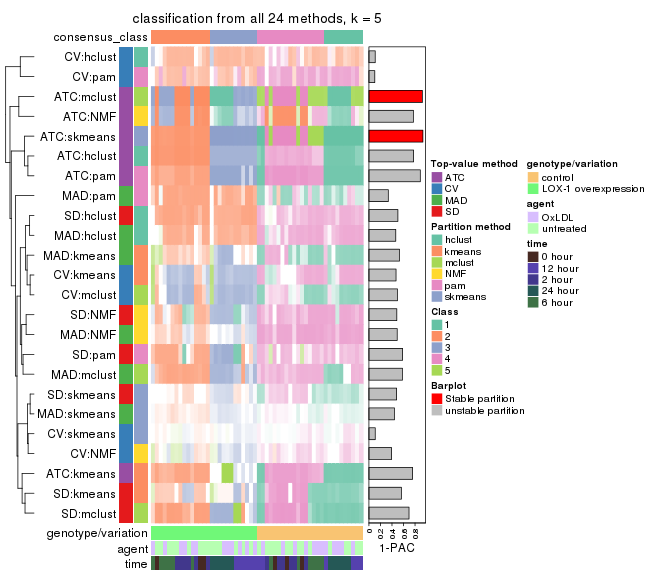 classification from all 24 methods, k = 5
consensus_class
CV:hclust
CV:pam
ATC:mclust
ATC:NMF
ATC:skmeans
ATC:hclust
ATC:pam
MAD:pam
SD:hclust
MAD:hclust
MAD:kmeans
CV:kmeans
CV:mclust
SD:NMF
MAD:NMF
SD:pam
MAD:mclust
SD:skmeans
MAD:skmeans
CV:skmeans
CV:NMF
ATC:kmeans
SD:kmeans
SD:mclust
genotype/variation
agent
time
0
0.2
0.4
0.6
0.8
1-PAC
Top-value method
ATC
CV
MAD
SD
Partition method
hclust
kmeans
mclust
NMF
pam
skmeans
Class
1
2
3
4
5
Barplot
Stable partition
unstable partition
genotype/variation
control
LOX-1 overexpression
agent
OxLDL
untreated
time
0 hour
12 hour
2 hour
24 hour
6 hour